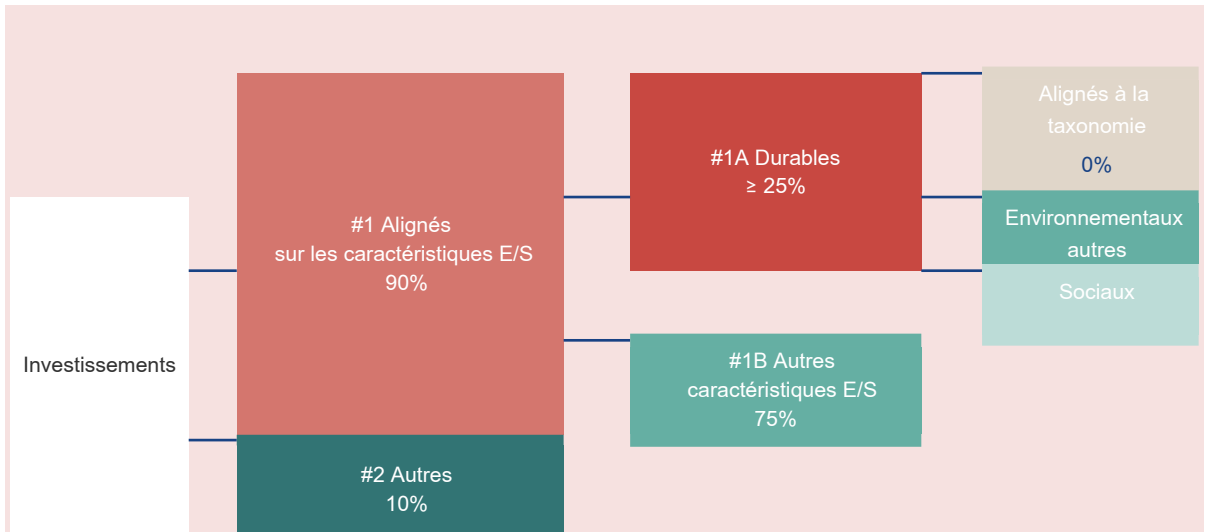 Investissements
#1 Alignés
sur les caractéristiques E/S
90%
#2 Autres
10%
#1A Durables
≥ 25%
#1B Autres
caractéristiques E/S
75%
Alignés à la
taxonomie
0%
Environnementaux
autres
Sociaux